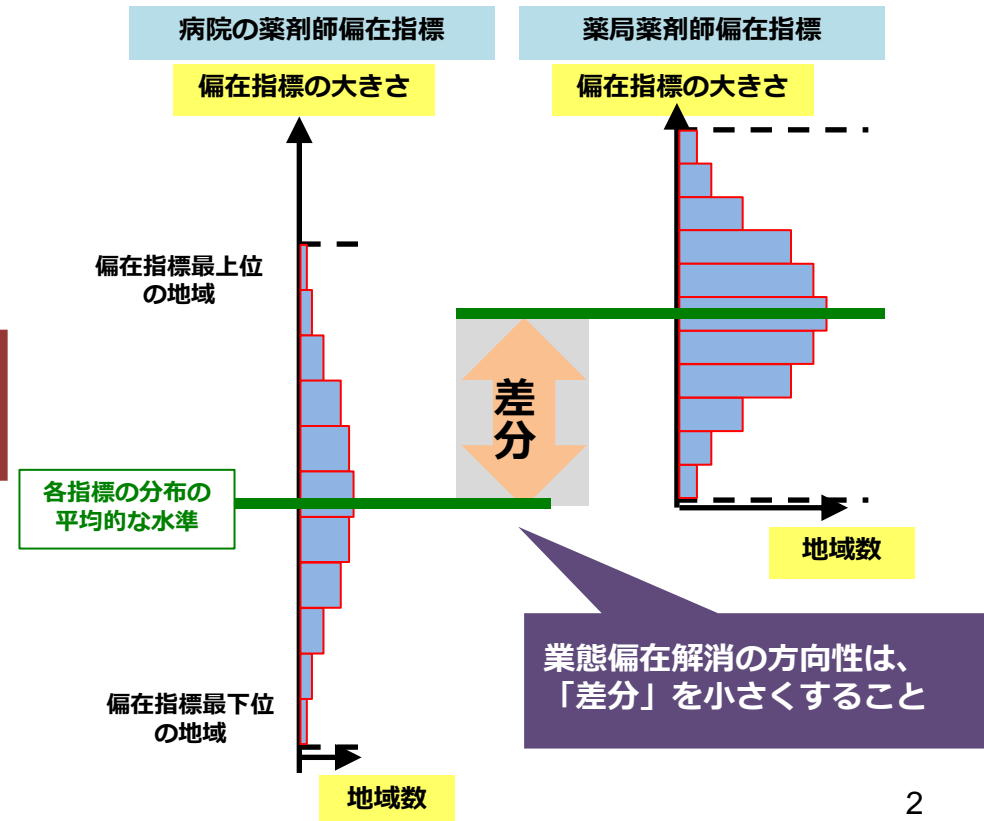 病院の薬剤師偏在指標
薬局薬剤師偏在指標
偏在指標の大きさ
偏在指標の大きさ
偏在指標最上位
の地域
差
分
各指標の分布の
平均的な水準
地域数
業態偏在解消の方向性は、
「差分」を小さくすること
偏在指標最下位
の地域
地域数
2